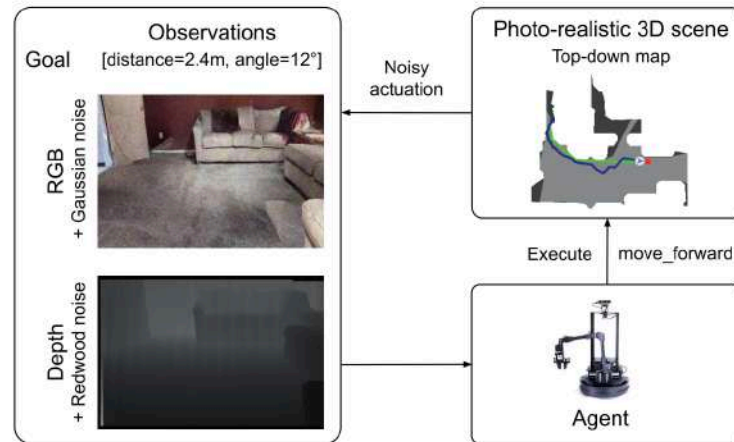 Observations
Goal
[distance=2.4m, angle=12°]
RGB
+ Gaussian noise
Depth
+ Redwood noise
Noisy
actuation
Photo-realistic 3D scene
Top-down map
Execute
move_forward
Agent